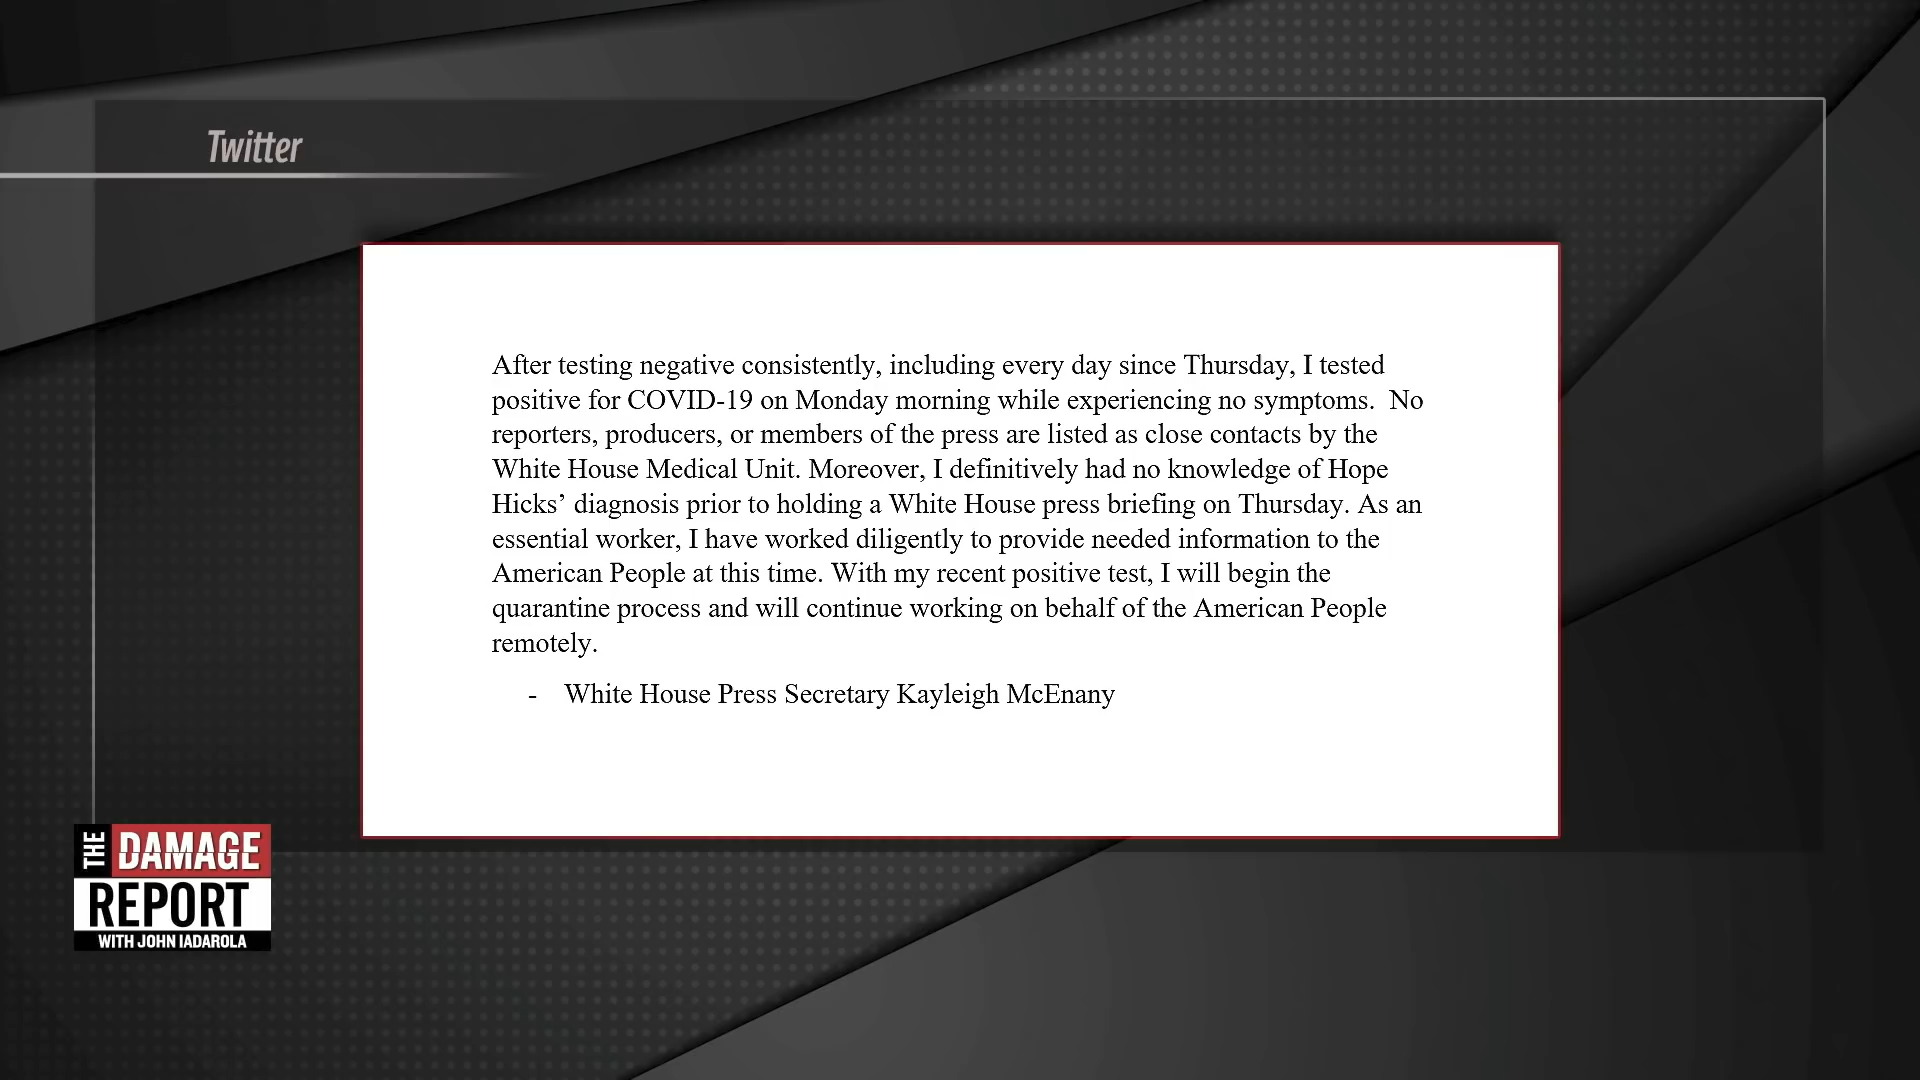 Twitter
After testing negative consistently, including every day since Thursday, I tested
positive for COVID-19 on Monday morning while experiencing no symptoms.  No
reporters, producers, or members of the press are listed as close contacts by the
White House Medical Unit. Moreover, I definitively had no knowledge of Hope
Hicks’ diagnosis prior to holding a White House press briefing on Thursday. As an
essential worker, I have worked diligently to provide needed information to the
American People at this time. With my recent positive test, I will begin the
quarantine process and will continue working on behalf of the American People
remotely.
- White House Press Secretary Kayleigh McEnany
THE DAMAGE
REPORT
WITH JOHN IADAROLA